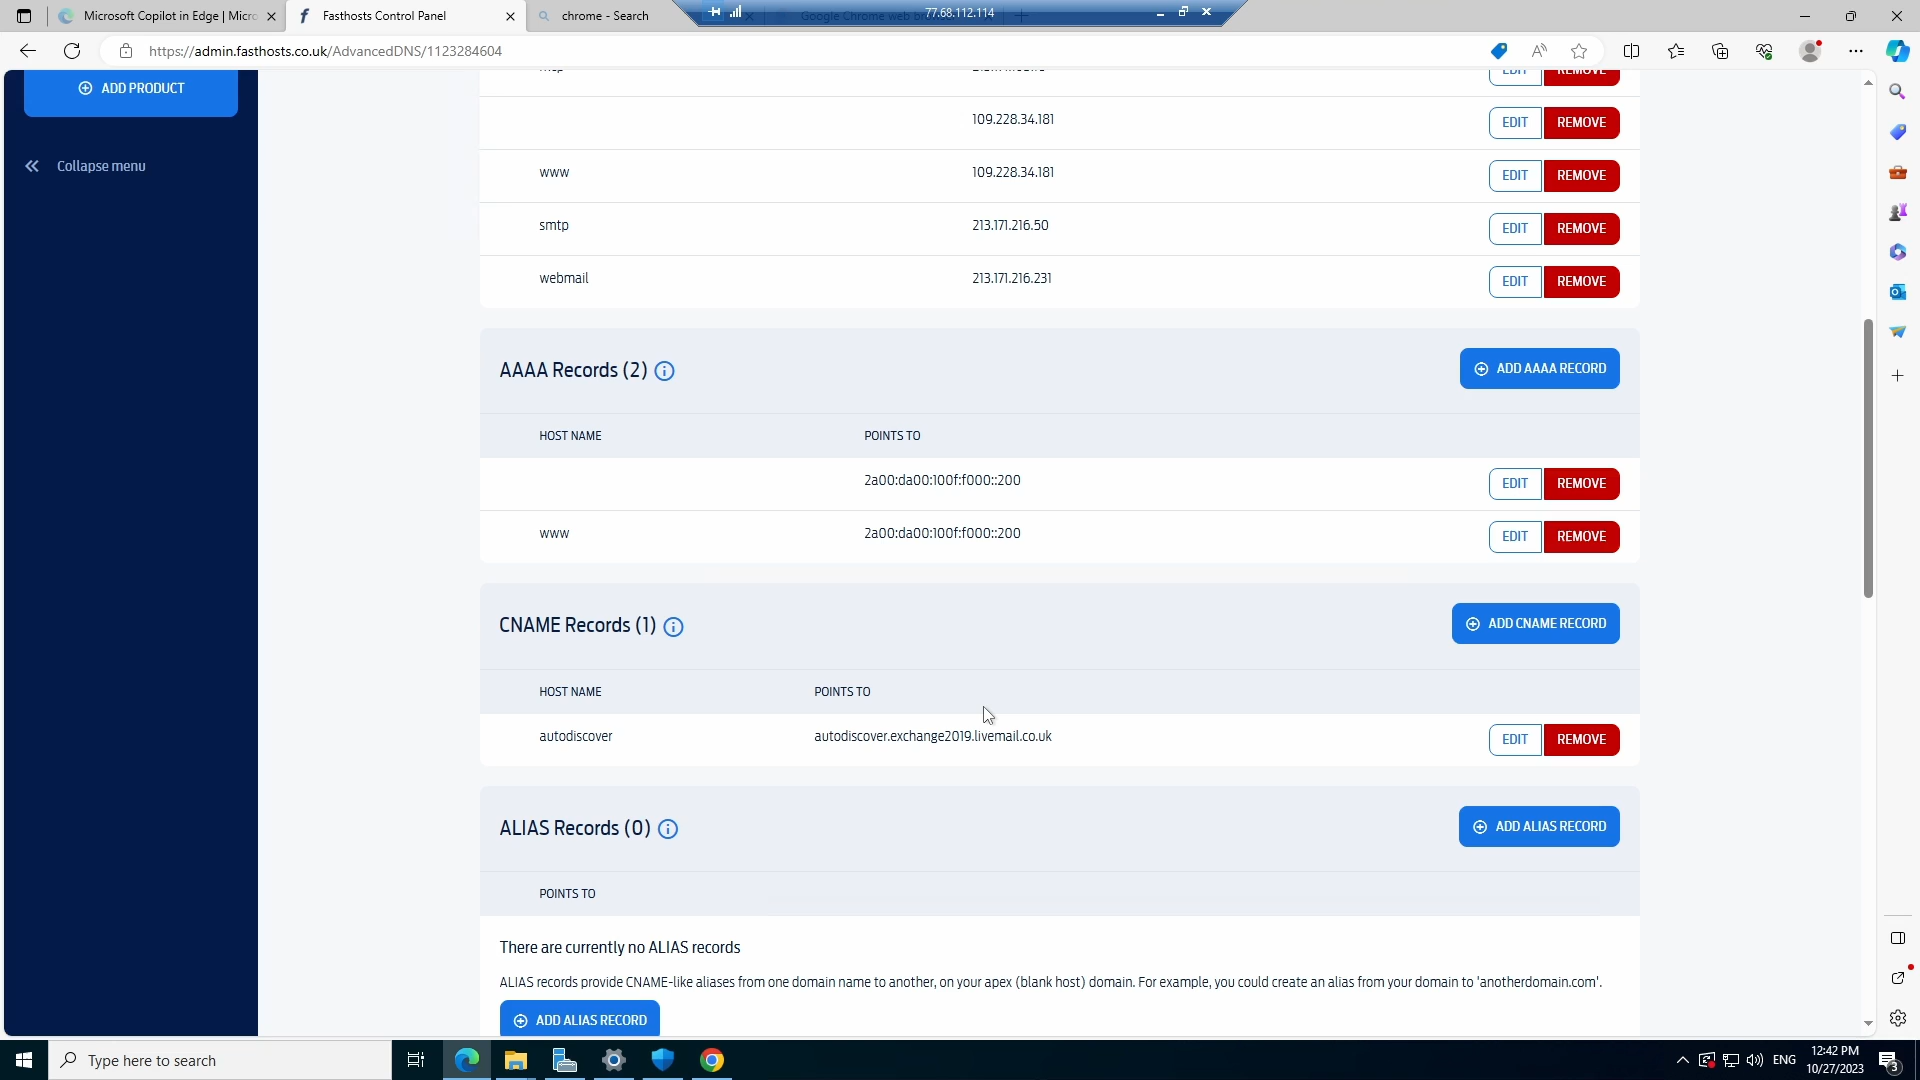 Microsoft Copilot in Edge | Micro
Fasthosts Control Panel
chrome - Search
77.68.112.114
Google Chrome web
https://admin.fasthosts.co.uk/AdvancedDNS/1123284604
ADD PRODUCT
Collapse menu
EDIT
REMOVE
109.228.34.181
EDIT
REMOVE
www
109.228.34.181
EDIT
REMOVE
smtp
213.171.216.50
EDIT
REMOVE
webmail
213.171.216.231
EDIT
REMOVE
AAAA Records (2)
ADD AAAA RECORD
HOST NAME
POINTS TO
2a00:da00:100f:f000::200
EDIT
REMOVE
www
2a00:da00:100f:f000::200
EDIT
REMOVE
CNAME Records (1)
ADD CNAME RECORD
HOST NAME
POINTS TO
autodiscover
autodiscover.exchange2019.livemail.co.uk
EDIT
REMOVE
ALIAS Records (0)
ADD ALIAS RECORD
POINTS TO
There are currently no ALIAS records
ALIAS records provide CNAME-like aliases from one domain name to another, on your apex (blank host) domain. For example, you could create an alias from your domain to 'anotherdomain.com'.
ADD ALIAS RECORD
Type here to search
ENG
12:42 PM
10/27/2023
3